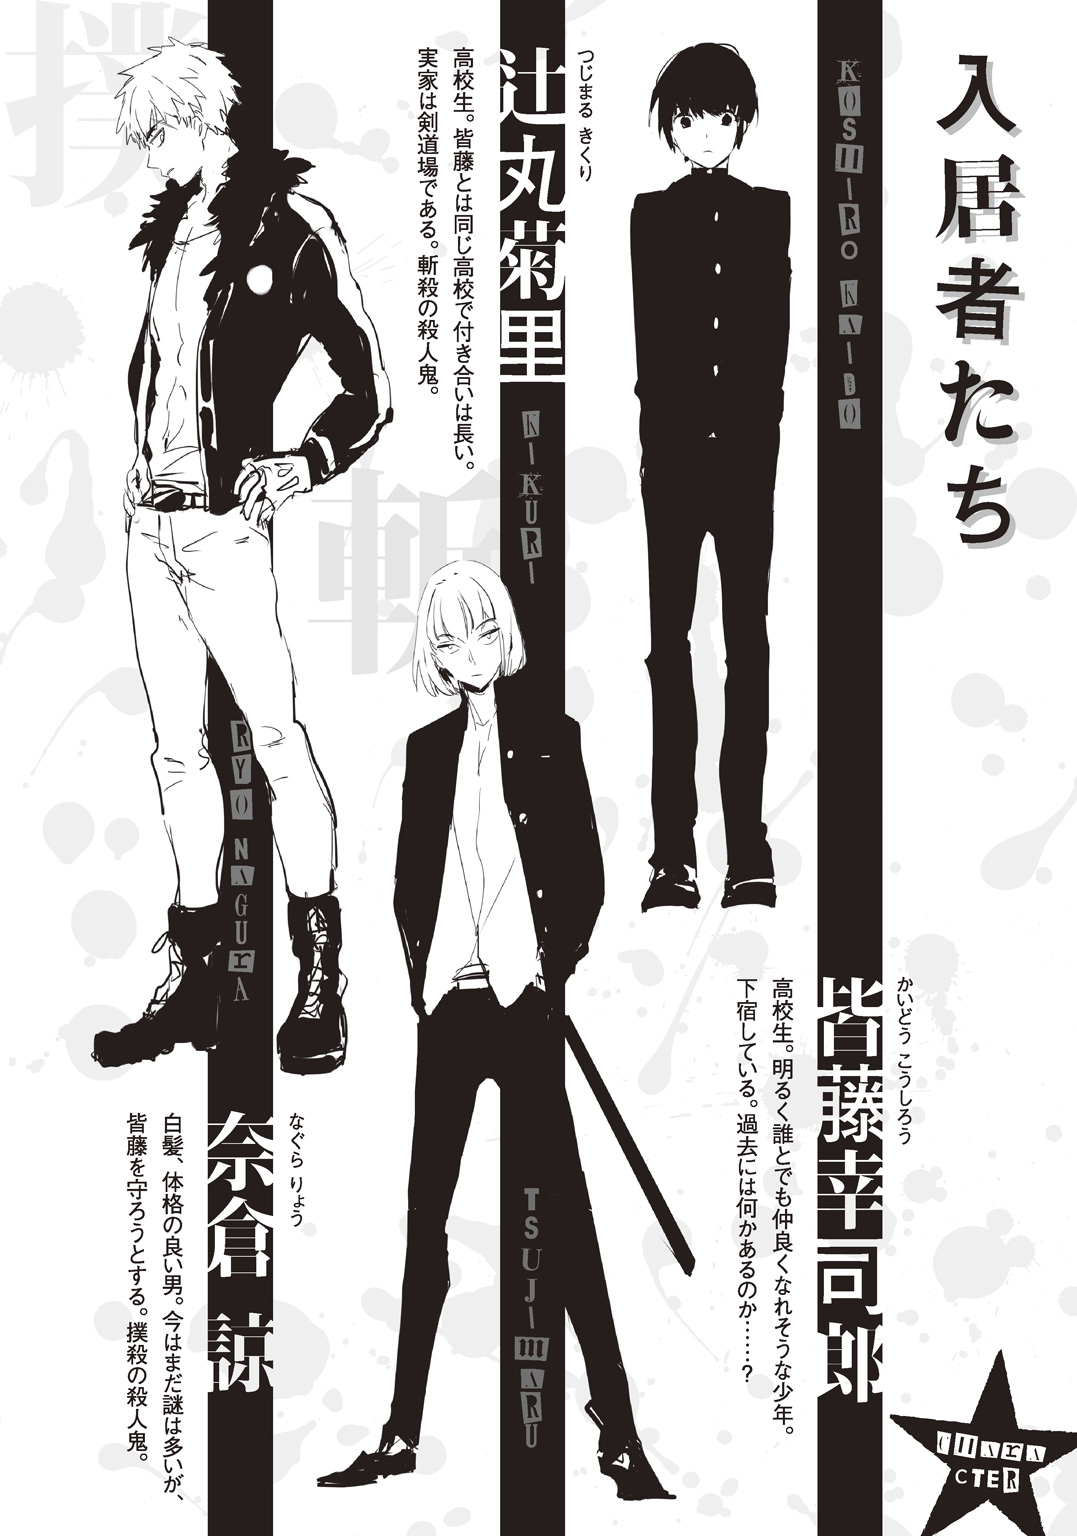 入居者たち
KOSHIRO KAIDO
かいどう こうしろう
皆藤幸司郎
高校生。明るく誰とでも仲良くなれそうな少年。
下宿している。過去には何かあるのか……?
つじまる きくり
辻丸菊里
KIKURI
TSUJIMARU
高校生。皆藤とは同じ高校で付き合いは長い。
実家は剣道場である。斬殺の殺人鬼。
斬
なぐら りょう
奈倉 諒
RYO NAGURA
白髪、体格の良い男。今はまだ謎は多いが、
皆藤を守ろうとする。撲殺の殺人鬼。
撲
CHARA
CTER